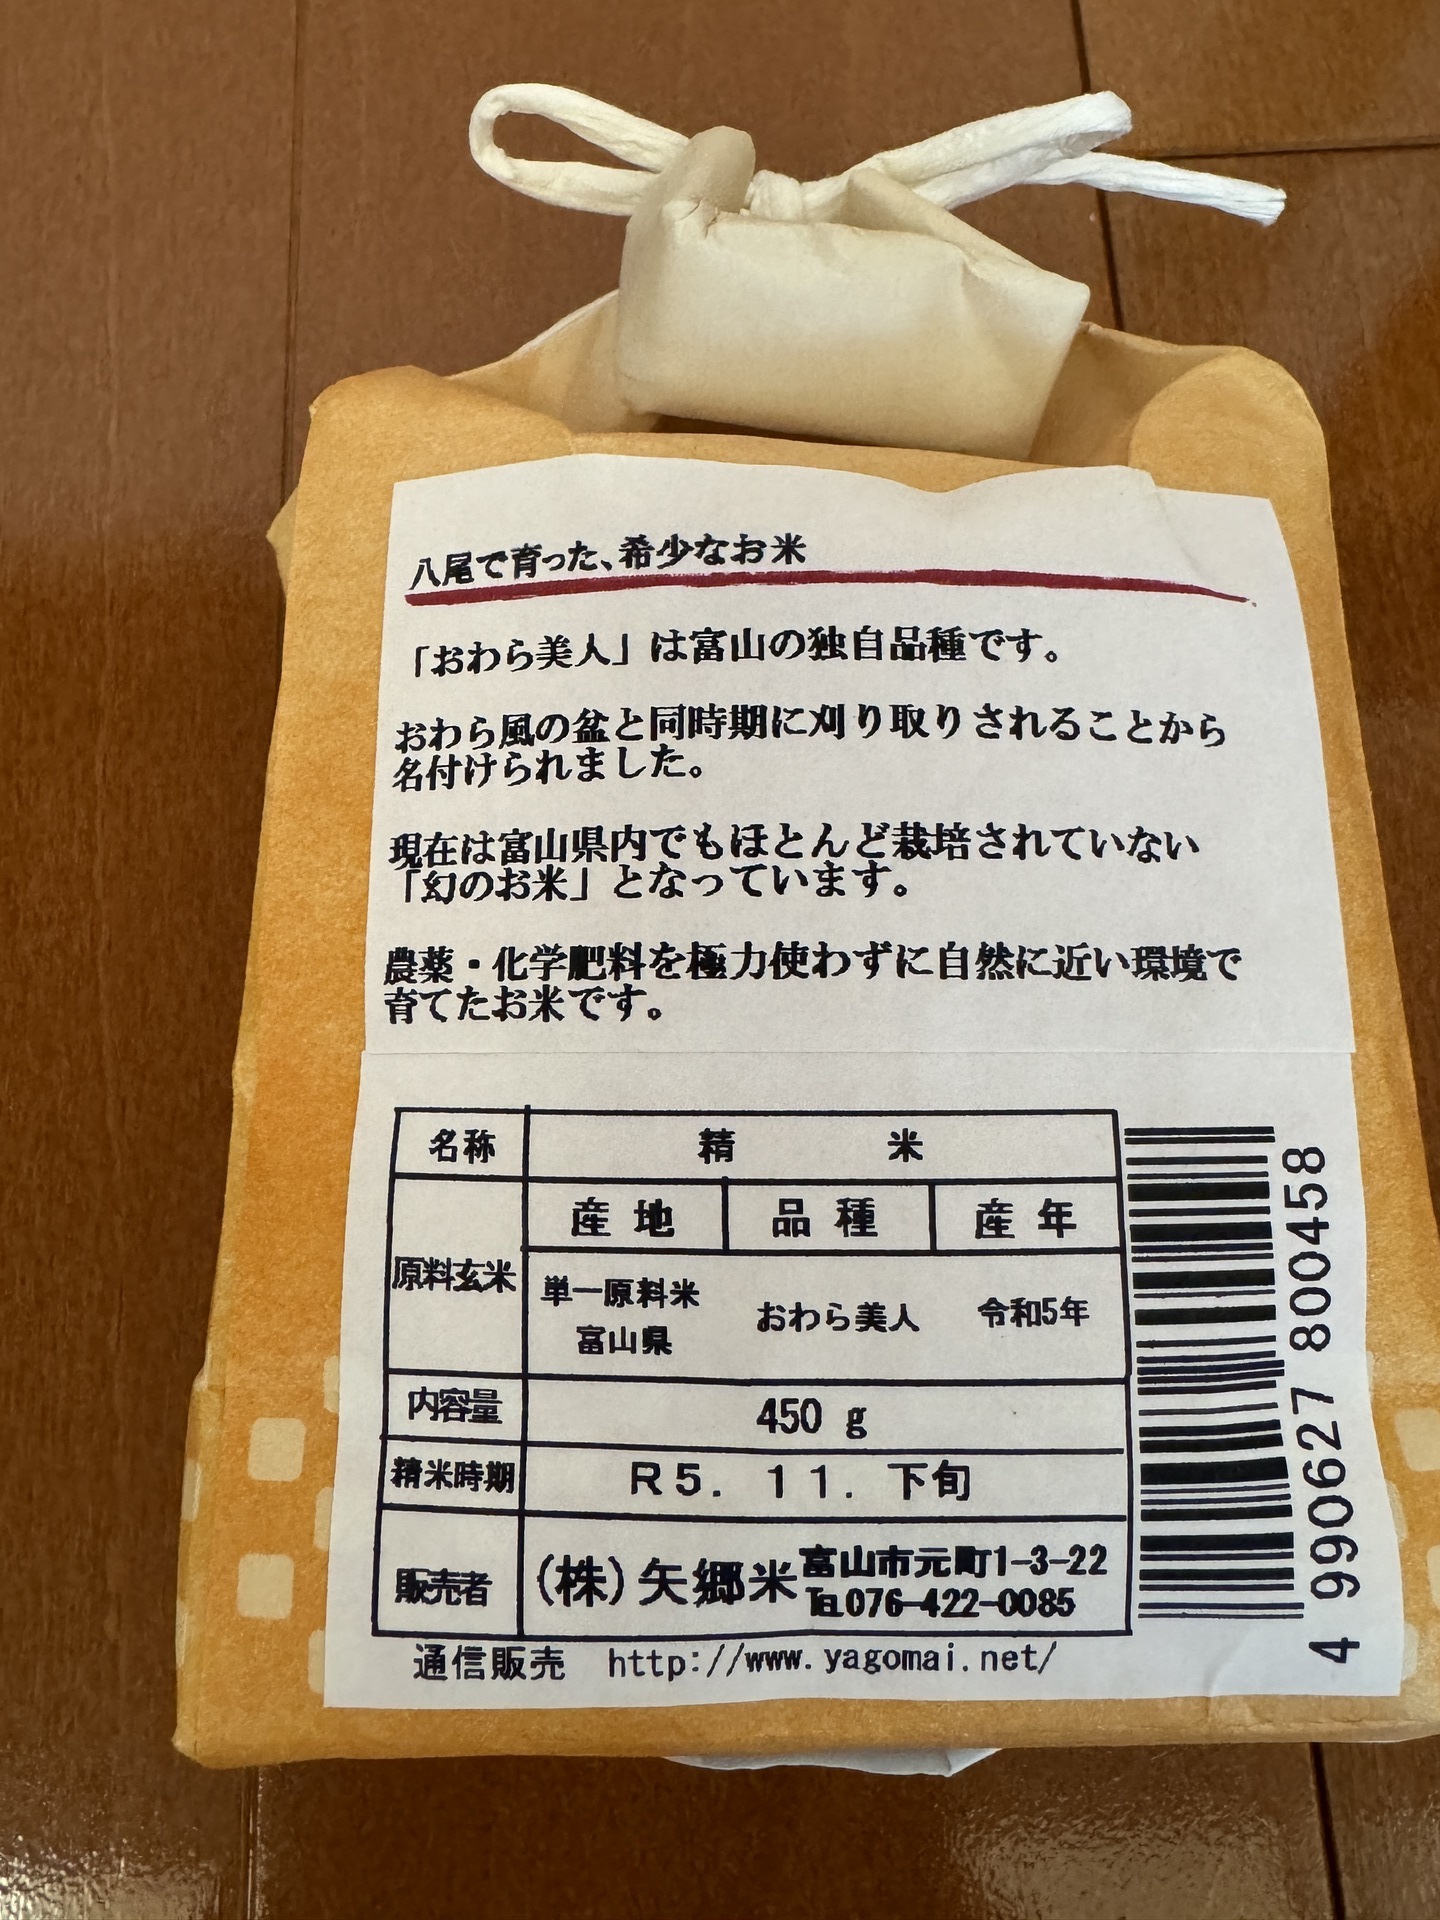 八尾で育った、希少なお米
「おわら美人」は富山の独自品種です。
おわら風の盆と同時期に刈り取りされることから
名付けられました。
現在は富山県内でもほとんど栽培されていない
「幻のお米」となっています。
農薬・化学肥料を極力使わずに自然に近い環境で
育てたお米です。
名称 精 米
原料玄米 産 地 品 種 産 年
単一原料米 富山県 おわら美人 令和5年
内容量 450 g
精米時期 R5. 11. 下旬
販売者 (株)矢郷米 富山市元町1-3-22
℡076-422-0085
通信販売 http://www.yagomai.net/
4 990627 800458